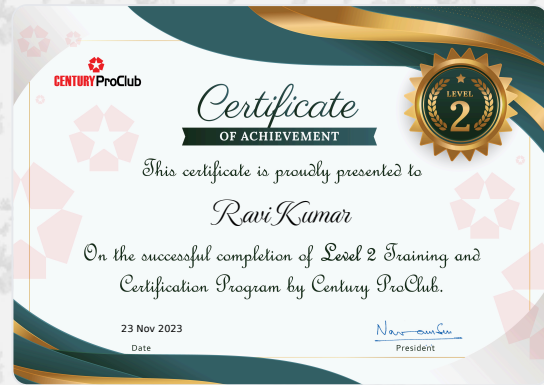 CENTURY ProClub
Certificate
OF ACHIEVEMENT
LEVEL
2
This certificate is proudly presented to
Ravi Kumar
On the successful completion of Level 2 Training and
Certification Program by Century ProClub.
23 Nov 2023
Date
President